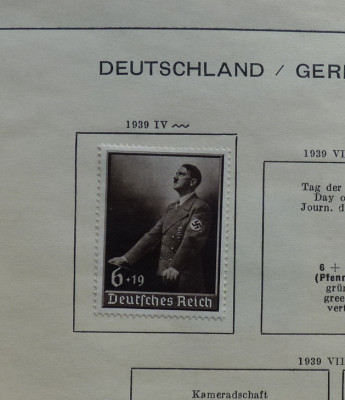 DEUTSCHLAND / GER
1939 IV
6+19
Deutsches Reich
1939 VI
Tag der
Day o
Journ. d
6 +
(Pfenn
grün
gree
vert
1939 VII
Kameradschaft